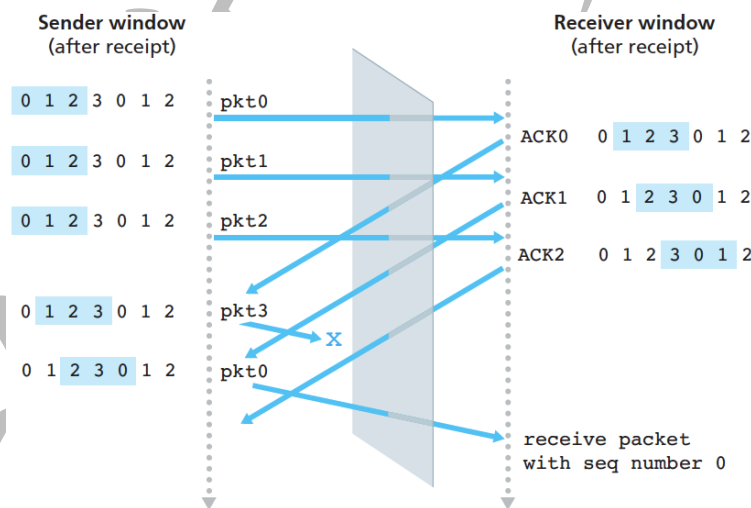 Sender window
(after receipt)
Receiver window
(after receipt)
0 1 2 3 0 1 2
pkt0
ACK0 0 1 2 3 0 1 2
0 1 2 3 0 1 2
pkt1
ACK1 0 1 2 3 0 1 2
0 1 2 3 0 1 2
pkt2
ACK2 0 1 2 3 0 1 2
0 1 2 3 0 1 2
pkt3
x
0 1 2 3 0 1 2
pkt0
receive packet
with seq number 0